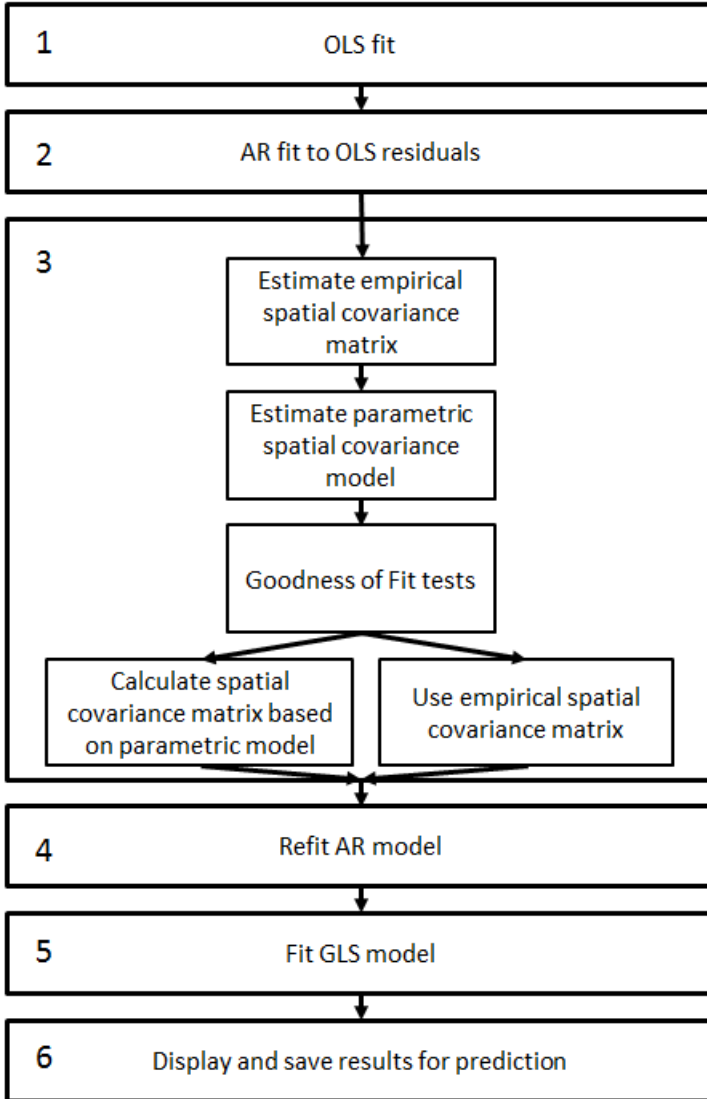 1
OLS fit
2
AR fit to OLS residuals
3
Estimate empirical
spatial covariance
matrix
Estimate parametric
spatial covariance
model
Goodness of Fit tests
Calculate spatial
covariance matrix based
on parametric model
Use empirical spatial
covariance matrix
4
Refit AR model
5
Fit GLS model
6
Display and save results for prediction